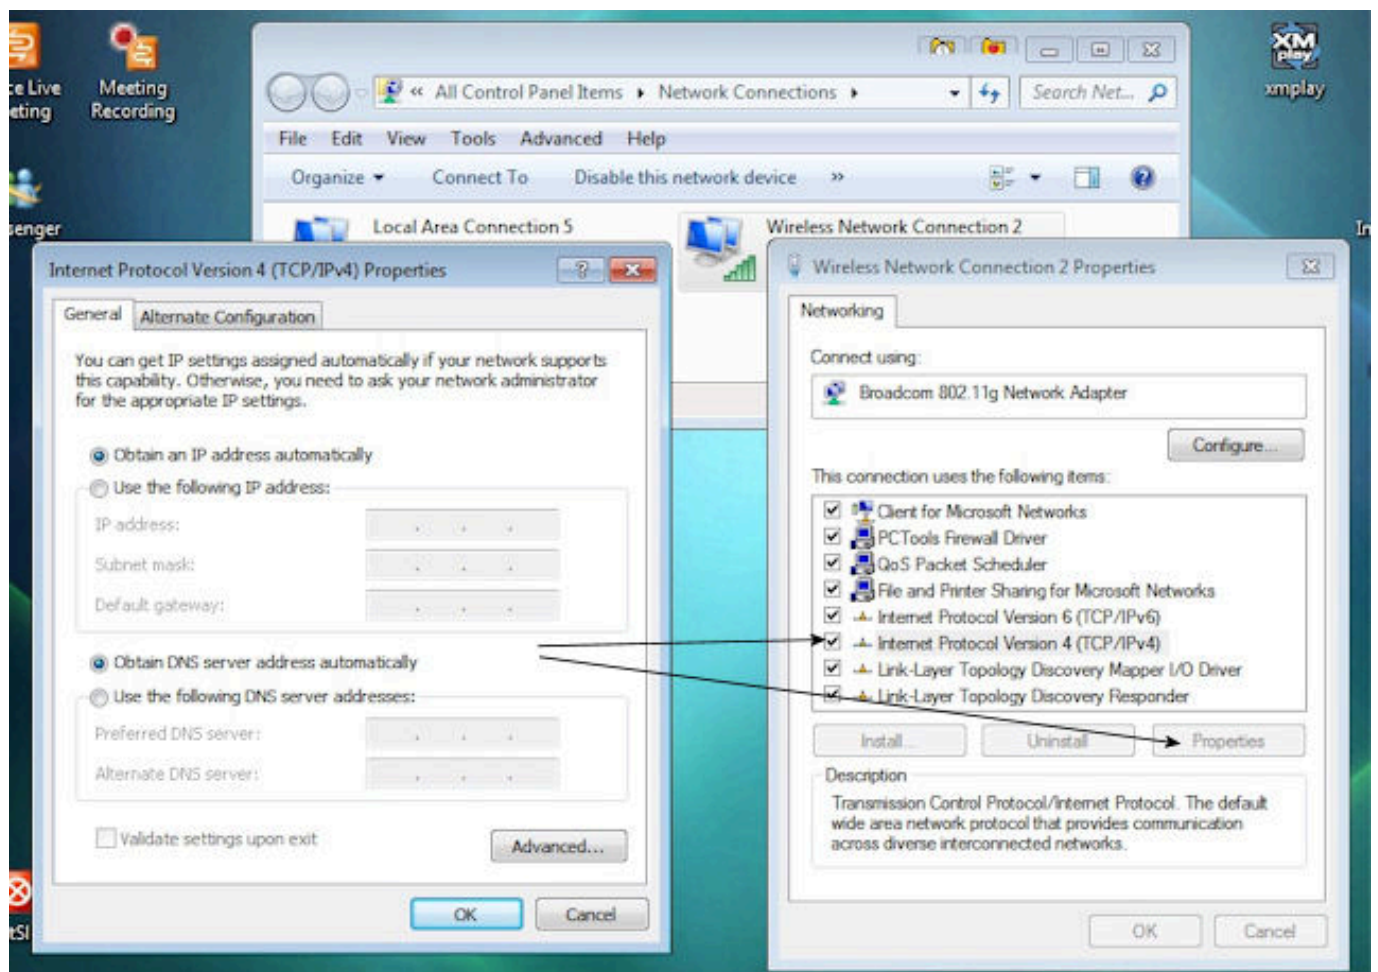 ce Live
eting
Meeting
Recording
xmplay
XM
play
senger
In
tSI
« All Control Panel Items ▸ Network Connections ▸
Search Net...
File Edit View Tools Advanced Help
Organize Connect To Disable this network device »
Local Area Connection 5
Wireless Network Connection 2
Internet Protocol Version 4 (TCP/IPv4) Properties
General Alternate Configuration
You can get IP settings assigned automatically if your network supports
this capability. Otherwise, you need to ask your network administrator
for the appropriate IP settings.
Obtain an IP address automatically
Use the following IP address:
IP address:
Subnet mask:
Default gateway:
Obtain DNS server address automatically
Use the following DNS server addresses:
Preferred DNS server:
Alternate DNS server:
Validate settings upon exit
Advanced...
OK Cancel
Wireless Network Connection 2 Properties
Networking
Connect using:
Broadcom 802.11g Network Adapter
Configure...
This connection uses the following items:
Client for Microsoft Networks
PCTools Firewall Driver
QoS Packet Scheduler
File and Printer Sharing for Microsoft Networks
Internet Protocol Version 6 (TCP/IPv6)
Internet Protocol Version 4 (TCP/IPv4)
Link-Layer Topology Discovery Mapper I/O Driver
Link-Layer Topology Discovery Responder
Install... Uninstall Properties
Description
Transmission Control Protocol/Internet Protocol. The default
wide area network protocol that provides communication
across diverse interconnected networks.
OK Cancel